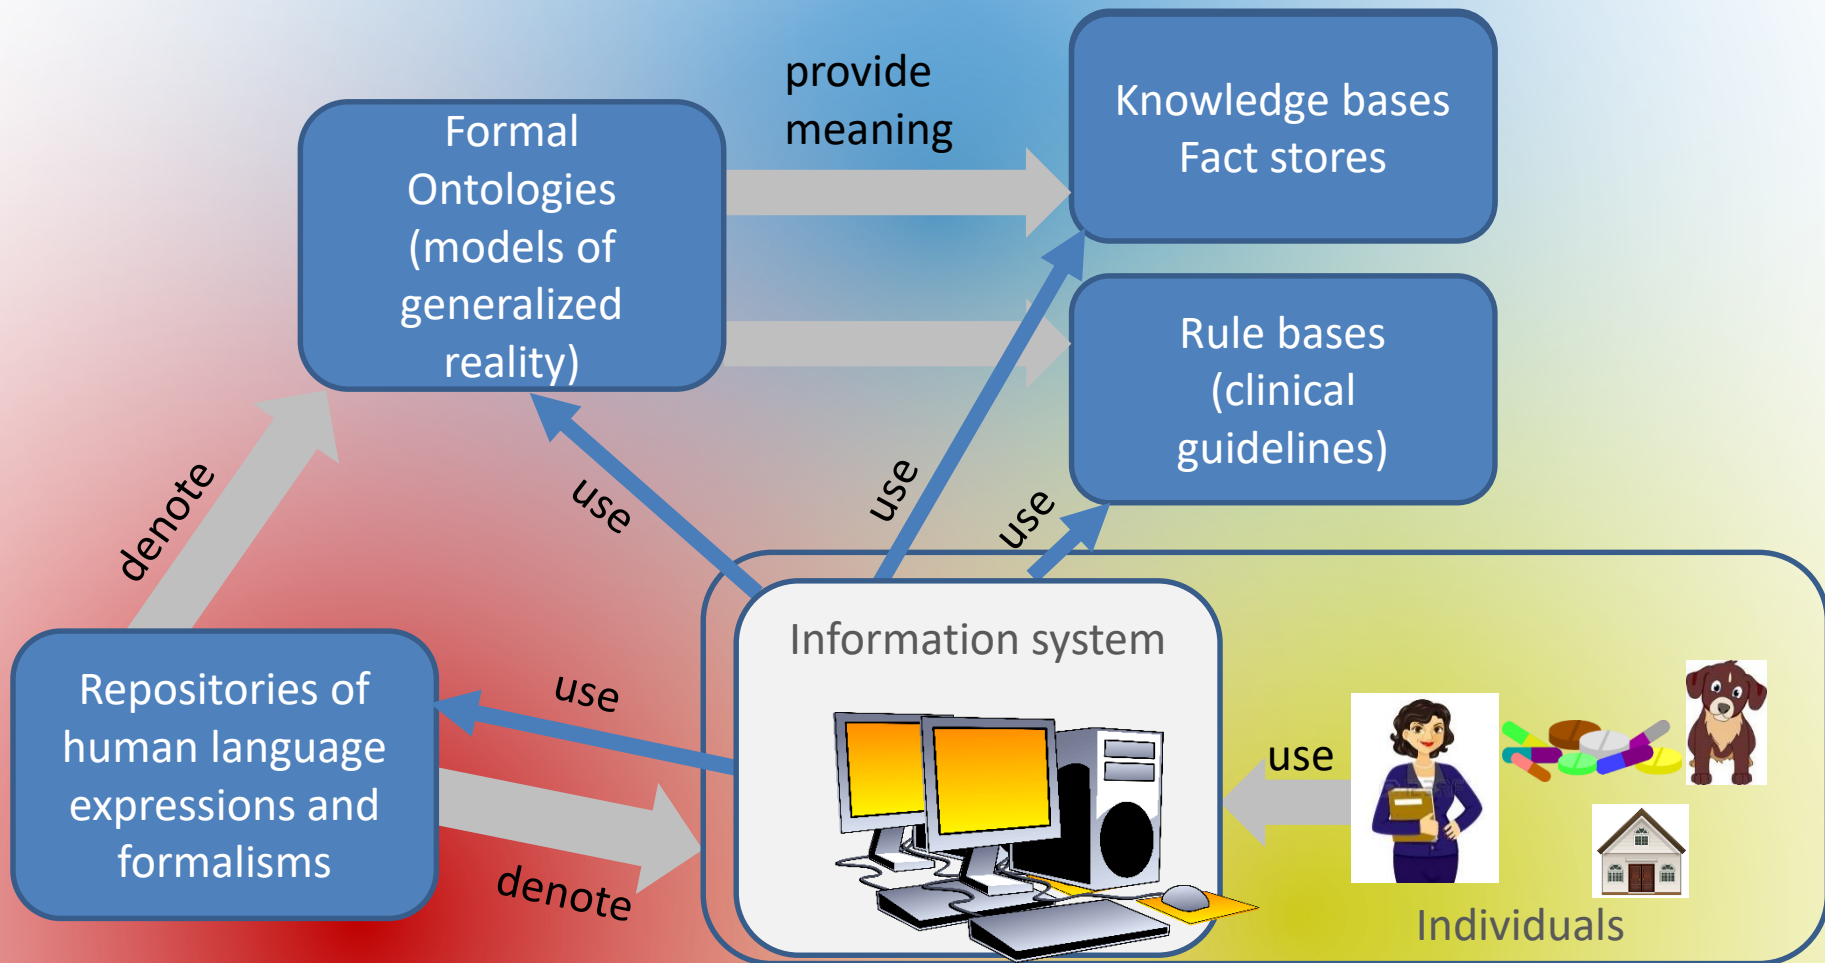 provide
meaning
Knowledge bases
Fact stores
Formal
Ontologies
(models of
generalized
reality)
Rule bases
(clinical
guidelines)
denote
use
use
use
Information system
Repositories of
human language
expressions and
formalisms
use
use
denote
Individuals